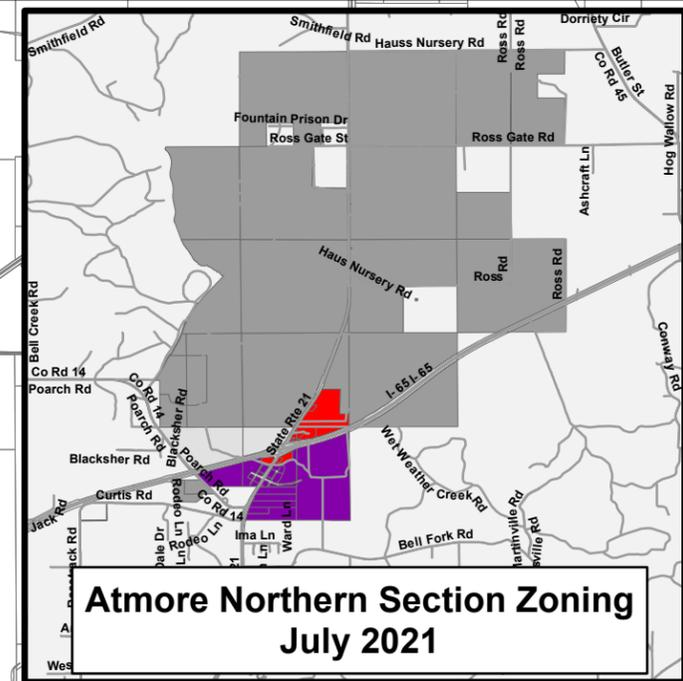 Smithfield Rd
Smithfield Rd
Hauss Nursery Rd
Ross Rd
Ross Rd
Dorriety Cir
Butler St
Co Rd 45
Hog Wallow Rd
Fountain Prison Dr
Ross Gate St
Ross Gate Rd
Ashcraft Ln
Haus Nursery Rd
Ross
Rd
Ross Rd
Bell Creek Rd
Conway Rd
Co Rd 14
Poarch Rd
Co Rd 14
Poarch Rd
Blacksher Rd
State Rte 21
I-65 I-65
Blacksher Rd
Poarch Rd
Wet Weather Creek Rd
Curtis Rd
Jack Rd
Rodeo Ln
Co Rd 14
Ward Ln
Rodeo Ln
Dale Dr
Ln
Ima Ln
Ln
21
Bell Fork Rd
Rd
Atmore Northern Section Zoning
July 2021